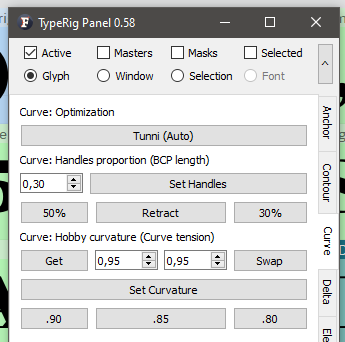 TypeRig Panel 0.58
Active Masters Masks Selected
Glyph Window Selection Font
Curve: Optimization
Tunni (Auto)
Curve: Handles proportion (BCP length)
0,30 Set Handles
50% Retract 30%
Curve: Hobby curvature (Curve tension)
Get 0,95 0,95 Swap
Set Curvature
.90 .85 .80
Anchor
Contour
Curve
Delta